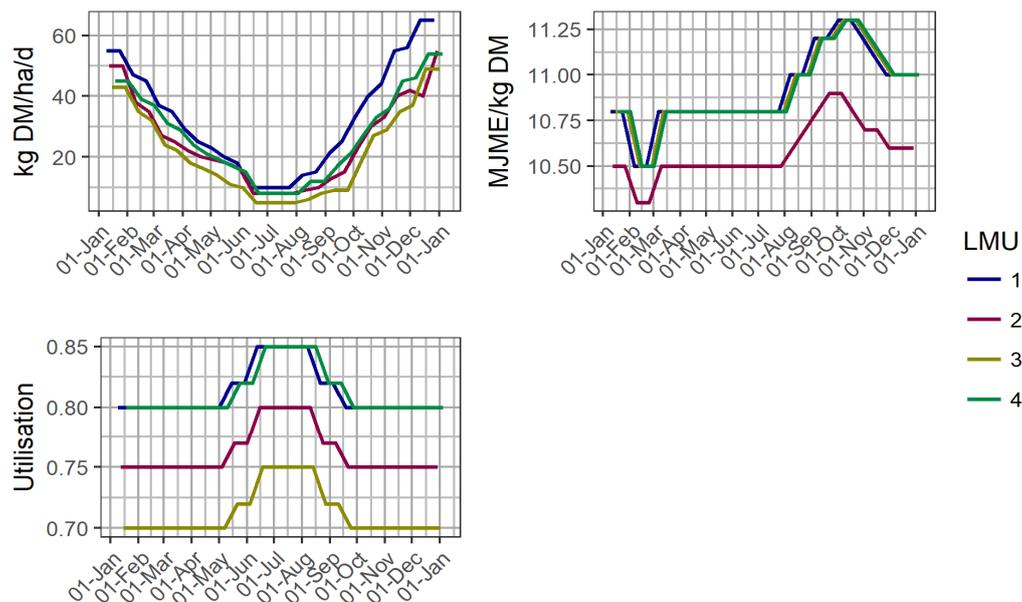 kg DM/ha/d
60
40
20
01-Jan
01-Feb
01-Mar
01-Apr
01-May
01-Jun
01-Jul
01-Aug
01-Sep
01-Oct
01-Nov
01-Dec
01-Jan
MJME/kg DM
11.25
11.00
10.75
10.50
01-Jan
01-Feb
01-Mar
01-Apr
01-May
01-Jun
01-Jul
01-Aug
01-Sep
01-Oct
01-Nov
01-Dec
01-Jan
LMU
1
2
3
4
Utilisation
0.85
0.80
0.75
0.70
01-Jan
01-Feb
01-Mar
01-Apr
01-May
01-Jun
01-Jul
01-Aug
01-Sep
01-Oct
01-Nov
01-Dec
01-Jan